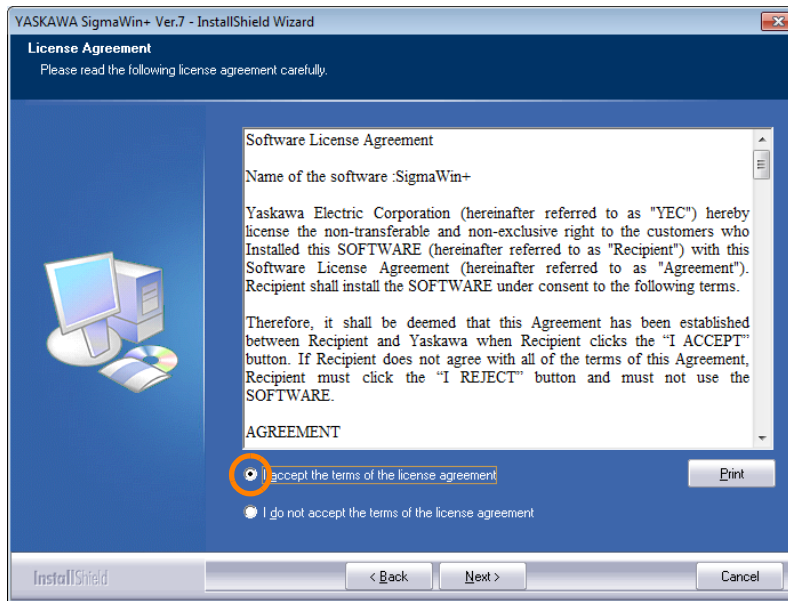 YASKAWA SigmaWin+ Ver.7 - InstallShield Wizard
License Agreement
Please read the following license agreement carefully.
Software License Agreement
Name of the software :SigmaWin+
Yaskawa Electric Corporation (hereinafter referred to as "YEC") hereby
license the non-transferable and non-exclusive right to the customers who
Installed this SOFTWARE (hereinafter referred to as "Recipient") with this
Software License Agreement (hereinafter referred to as "Agreement").
Recipient shall install the SOFTWARE under consent to the following terms.
Therefore, it shall be deemed that this Agreement has been established
between Recipient and Yaskawa when Recipient clicks the “I ACCEPT”
button. If Recipient does not agree with all of the terms of this Agreement,
Recipient must click the “I REJECT” button and must not use the
SOFTWARE.
AGREEMENT
I accept the terms of the license agreement
Print
I do not accept the terms of the license agreement
InstallShield
< Back
Next >
Cancel